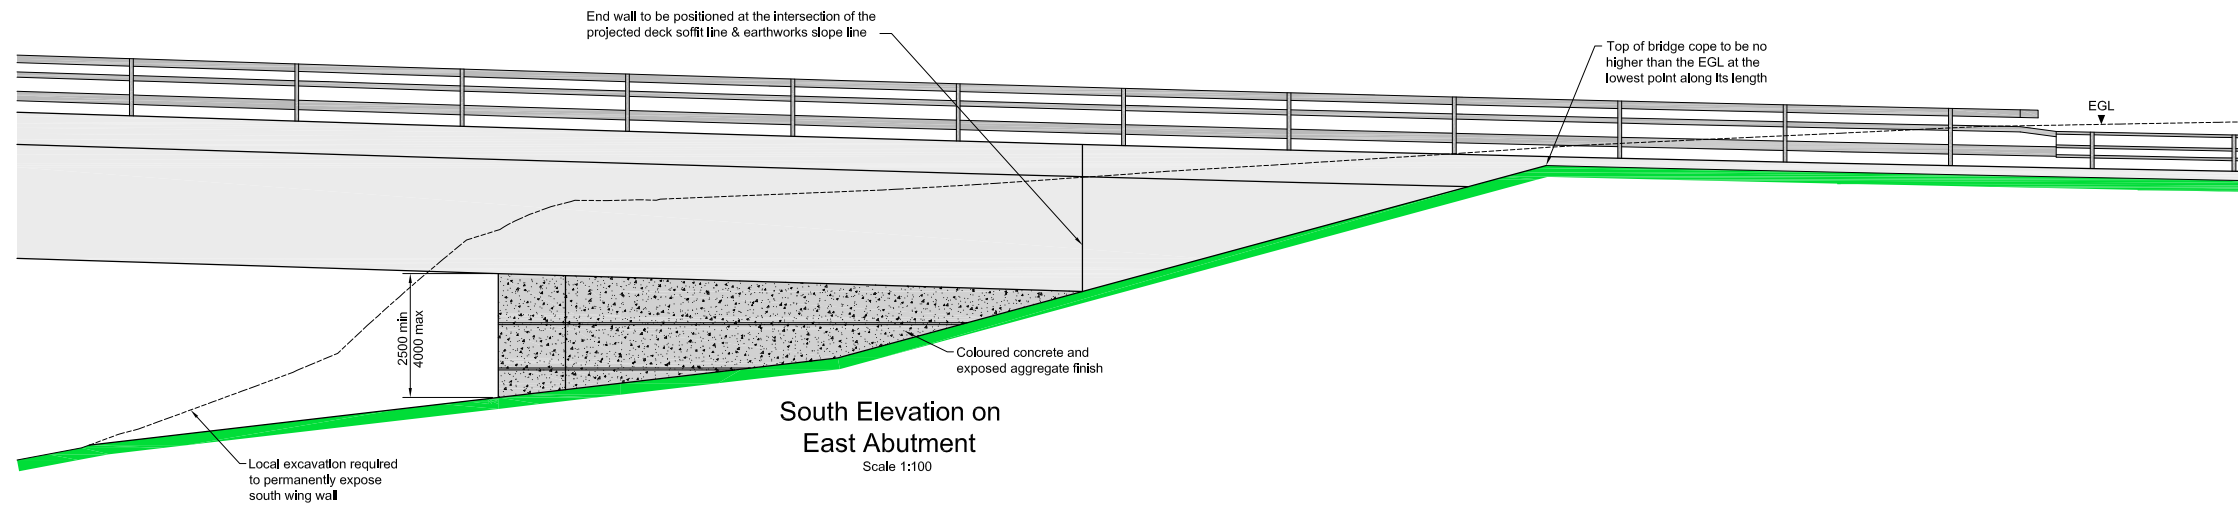 End wall to be positioned at the intersection of the
projected deck soffit line & earthworks slope line
Top of bridge cope to be no
higher than the EGL at the
lowest point along its length
EGL
2500 min
4000 max
Coloured concrete and
exposed aggregate finish
South Elevation on
East Abutment
Scale 1:100
Local excavation required
to permanently expose
south wing wall